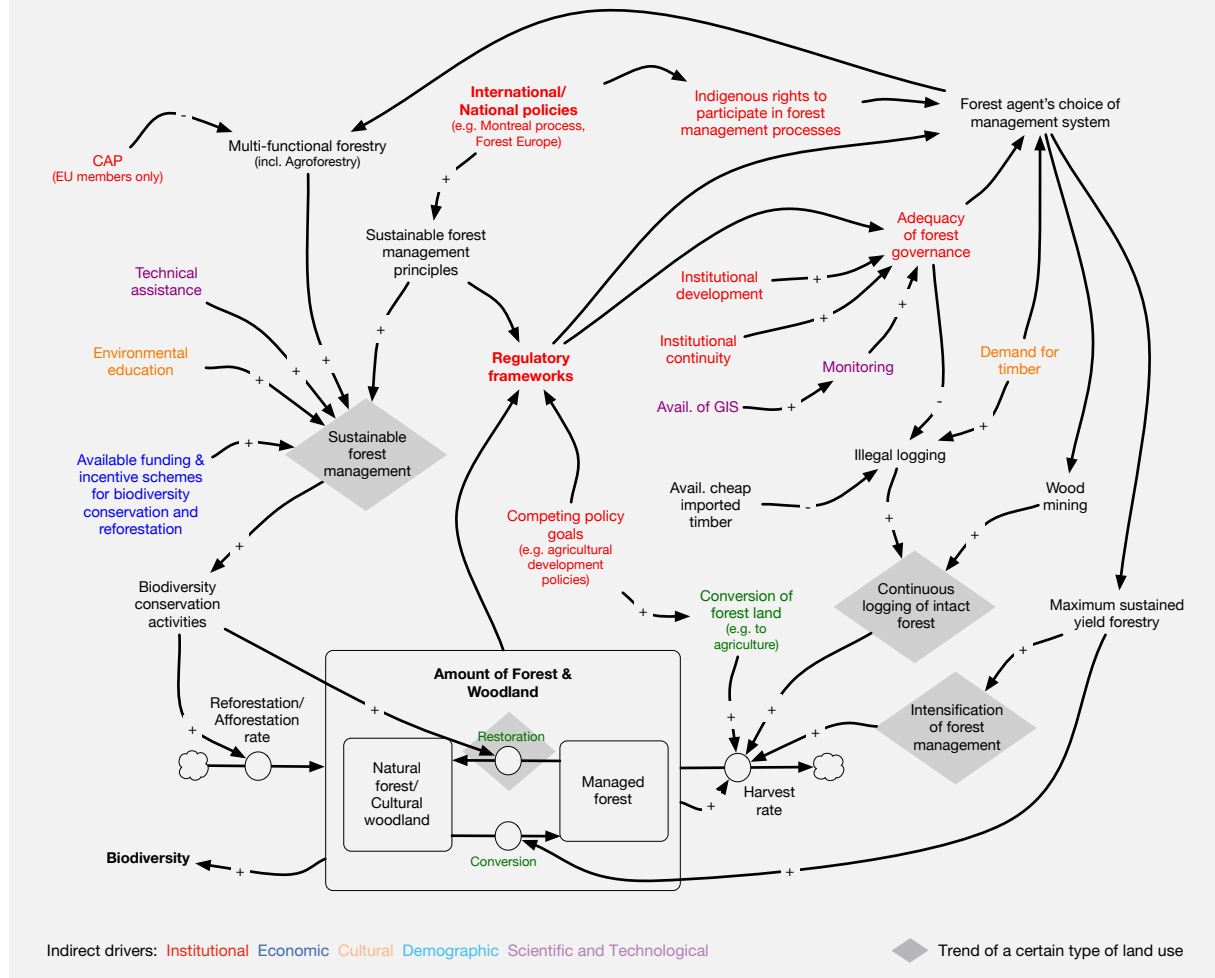 International/
National policies
(e.g. Montreal process,
Forest Europe)
Indigenous rights to
participate in forest
management processes
Forest agent's choice of
management system
-
CAP
(EU members only)
Multi-functional forestry
(incl. Agroforestry)
+
Sustainable forest
management
principles
Adequacy
of forest
governance
Technical
assistance
Institutional
development
+
Institutional
continuity
+
+
Environmental
education
+
+
+
+
Regulatory
frameworks
Monitoring
Demand for
timber
Avail. of GIS
+
-
+
Available funding &
incentive schemes
for biodiversity
conservation and
reforestation
+
Sustainable
forest
management
Illegal logging
Avail. cheap
imported
timber
-
Wood
mining
+
+
Competing policy
goals
(e.g. agricultural
development
policies)
+
Biodiversity
conservation
activities
+
Conversion of
forest land
(e.g. to
agriculture)
Continuous
logging of intact
forest
Maximum sustained
yield forestry
+
Amount of Forest &
Woodland
Reforestation/
Afforestation
rate
+
+
+
+
Intensification
of forest
management
+
Restoration
Natural
forest/
Cultural
woodland
Managed
forest
+
Harvest
rate
Conversion
Biodiversity
+
+
Indirect drivers: Institutional Economic Cultural Demographic Scientific and Technological
Trend of a certain type of land use